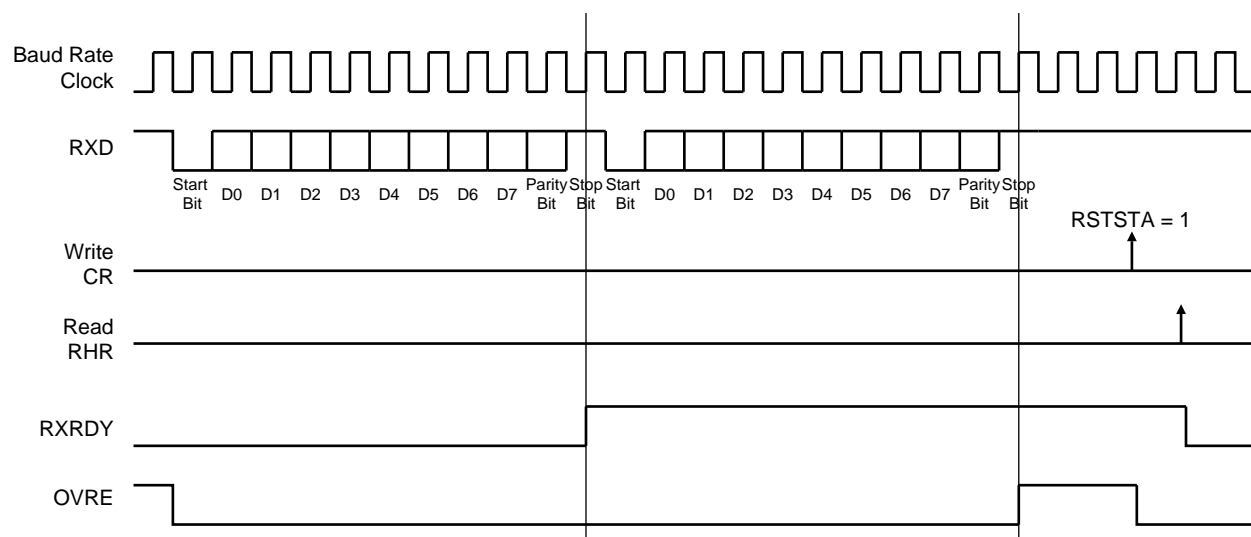 Baud Rate
Clock
RXD
Start
Bit
D0
D1
D2
D3
D4
D5
D6
D7
Parity
Bit
Stop
Bit
Start
Bit
D0
D1
D2
D3
D4
D5
D6
D7
Parity
Bit
Stop
Bit
RSTSTA = 1
Write
CR
Read
RHR
RXRDY
OVRE